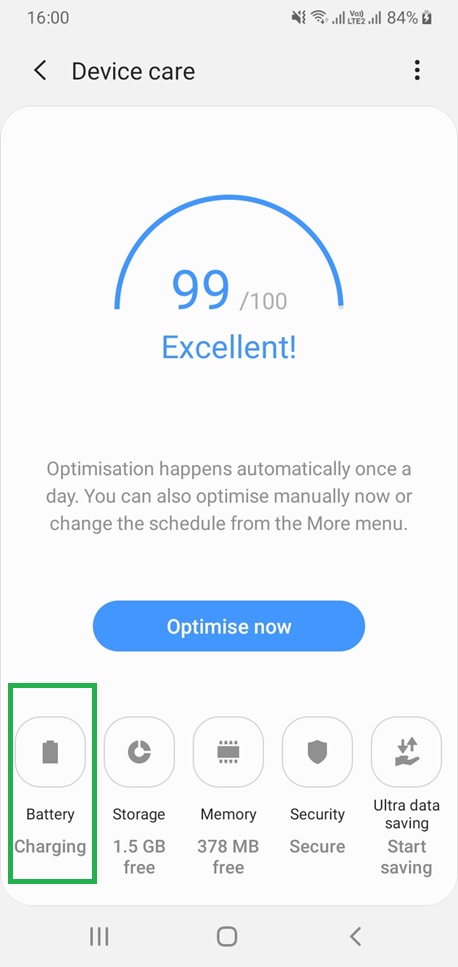 16:00 Vo)) LTE2 84%
Device care
99 /100
Excellent!
Optimisation happens automatically once a
day. You can also optimise manually now or
change the schedule from the More menu.
Optimise now
Battery Storage Memory Security Ultra data
saving
Charging 1.5 GB 378 MB Secure Start
free free saving